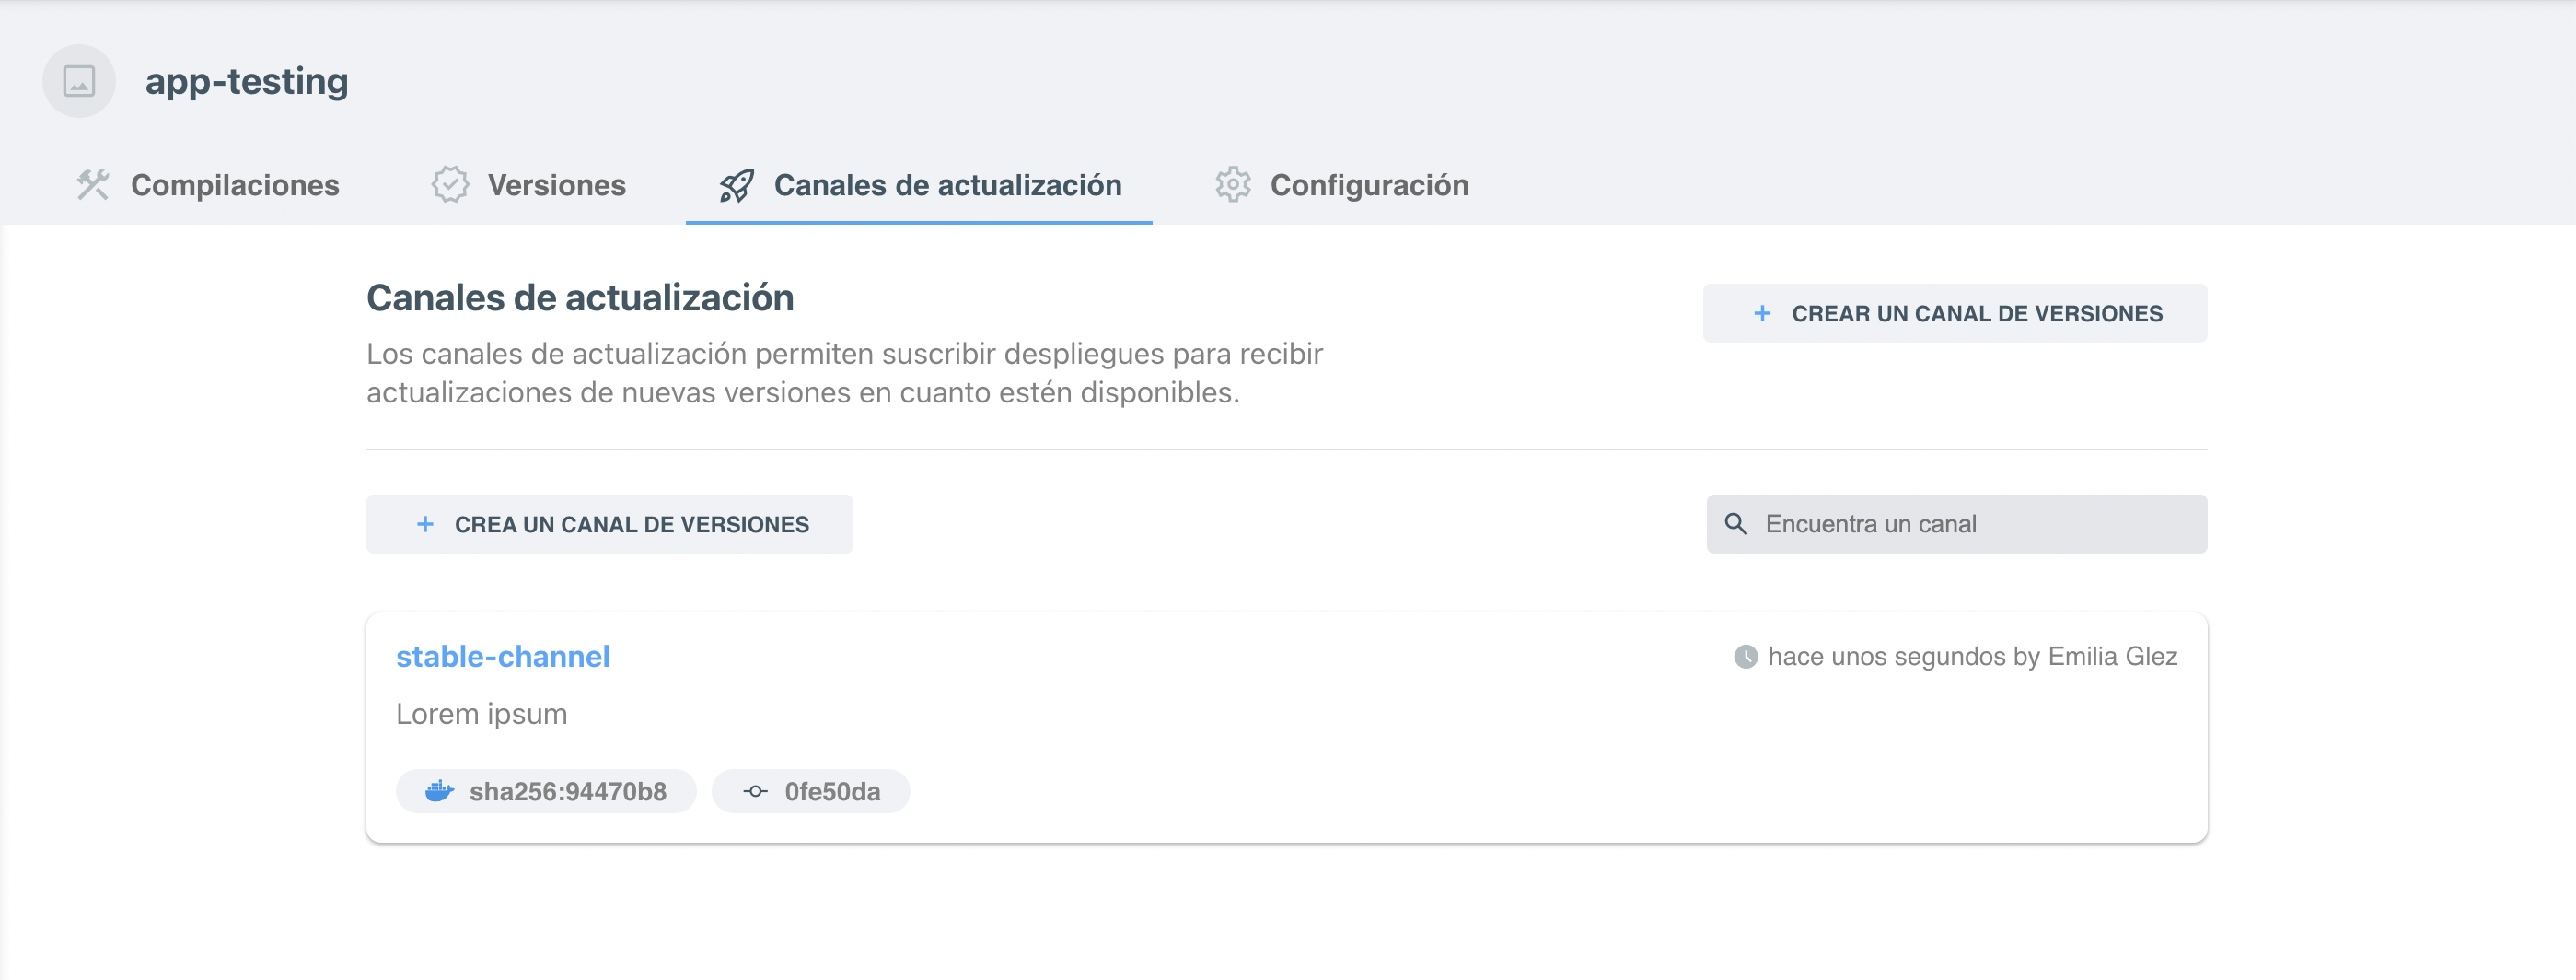 app-testing
Compilaciones
Versiones
Canales de actualización
Configuración
Canales de actualización
+ CREAR UN CANAL DE VERSIONES
Los canales de actualización permiten suscribir despliegues para recibir
actualizaciones de nuevas versiones en cuanto estén disponibles.
+ CREA UN CANAL DE VERSIONES
Encuentra un canal
stable-channel
hace unos segundos by Emilia Glez
Lorem ipsum
sha256:94470b8
0fe50da